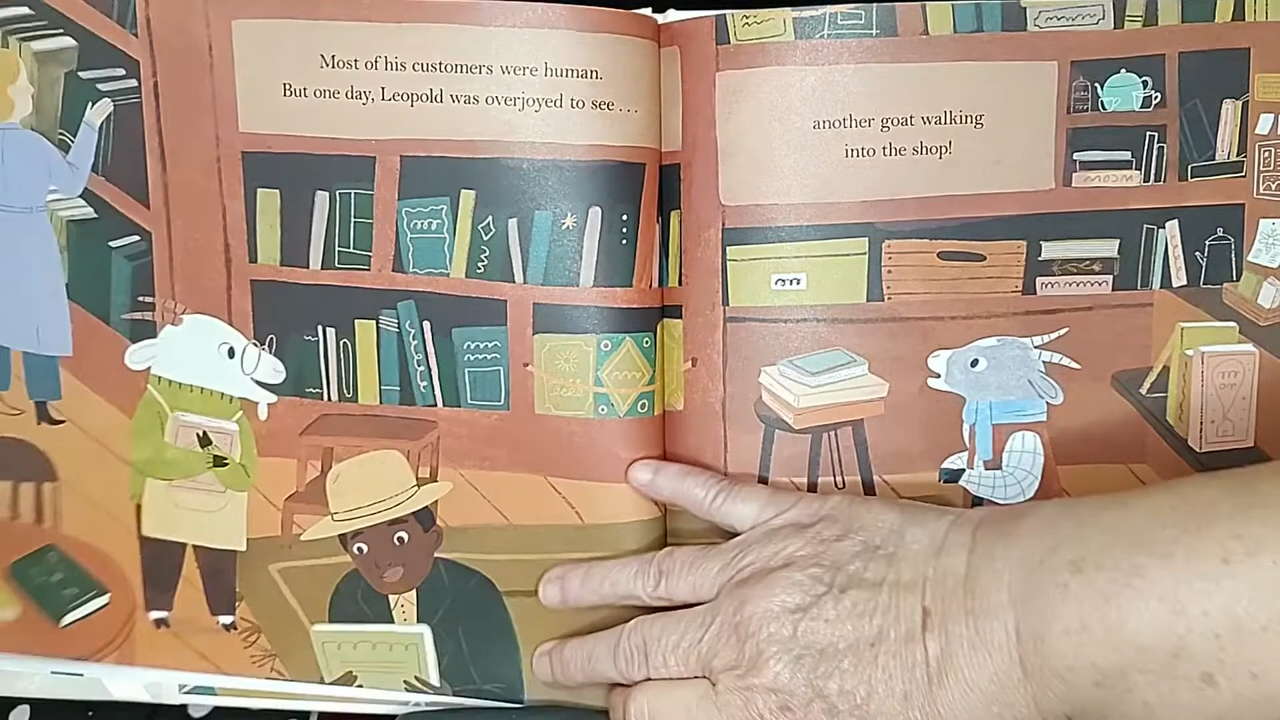 Most of his customers were human.
But one day, Leopold was overjoyed to see...
another goat walking
into the shop!